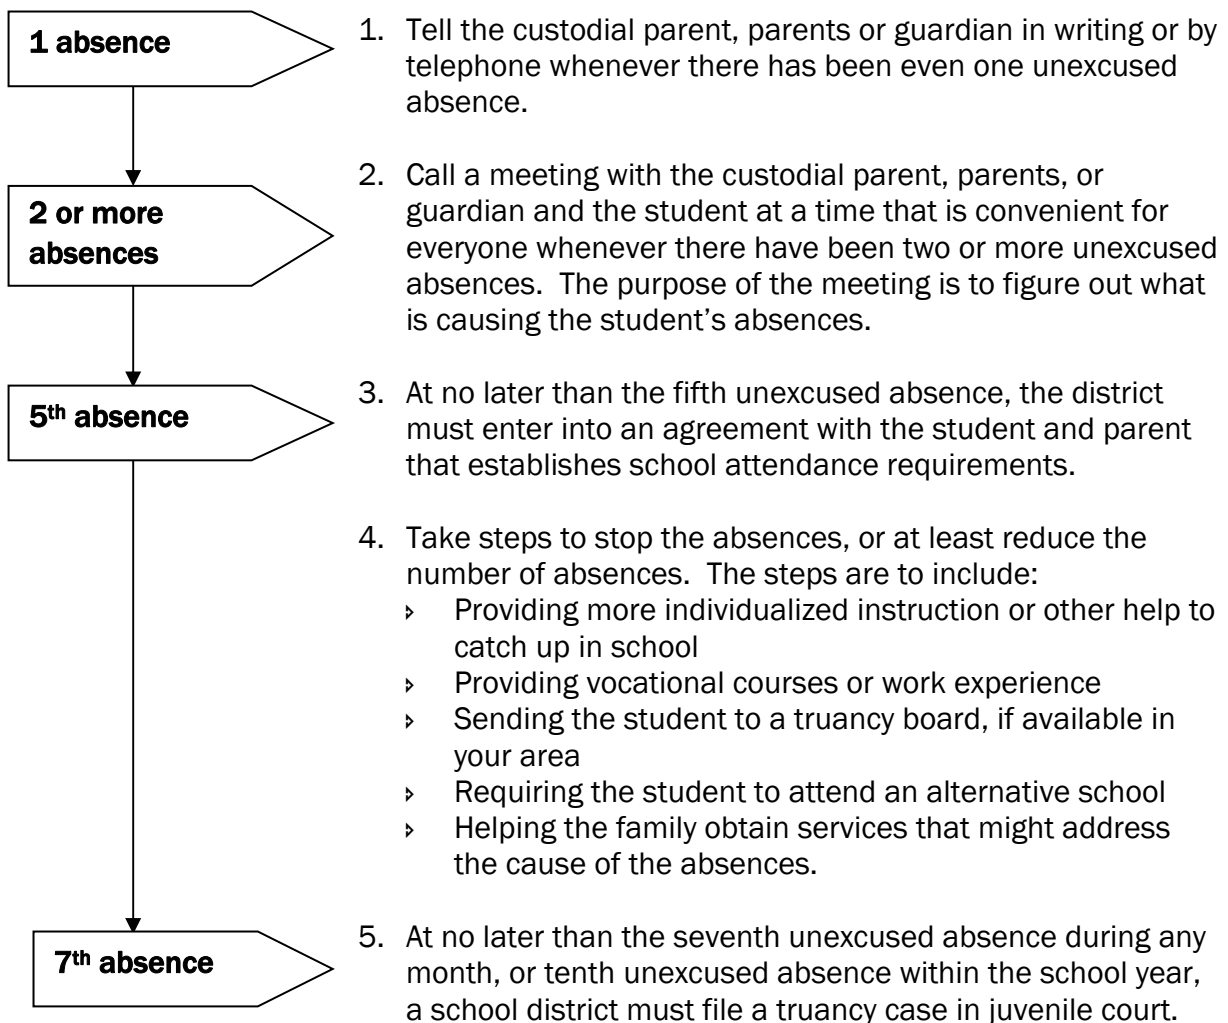 1 absence
1. Tell the custodial parent, parents or guardian in writing or by
telephone whenever there has been even one unexcused
absence.
2 or more
absences
2. Call a meeting with the custodial parent, parents, or
guardian and the student at a time that is convenient for
everyone whenever there have been two or more unexcused
absences.  The purpose of the meeting is to figure out what
is causing the student’s absences.
5th absence
3. At no later than the fifth unexcused absence, the district
must enter into an agreement with the student and parent
that establishes school attendance requirements.
4. Take steps to stop the absences, or at least reduce the
number of absences.  The steps are to include:
Providing more individualized instruction or other help to
catch up in school
Providing vocational courses or work experience
Sending the student to a truancy board, if available in
your area
Requiring the student to attend an alternative school
Helping the family obtain services that might address
the cause of the absences.
7th absence
5. At no later than the seventh unexcused absence during any
month, or tenth unexcused absence within the school year,
a school district must file a truancy case in juvenile court.